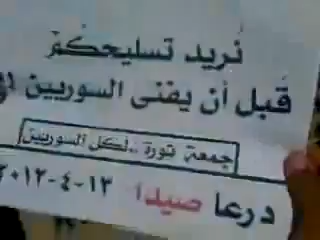 نريد تسليحكم
قبل أن يفنى السوريين
جمعة ثورة ..لكل السوريين
درعا صيدا ١٣-٤-٢٠١٢